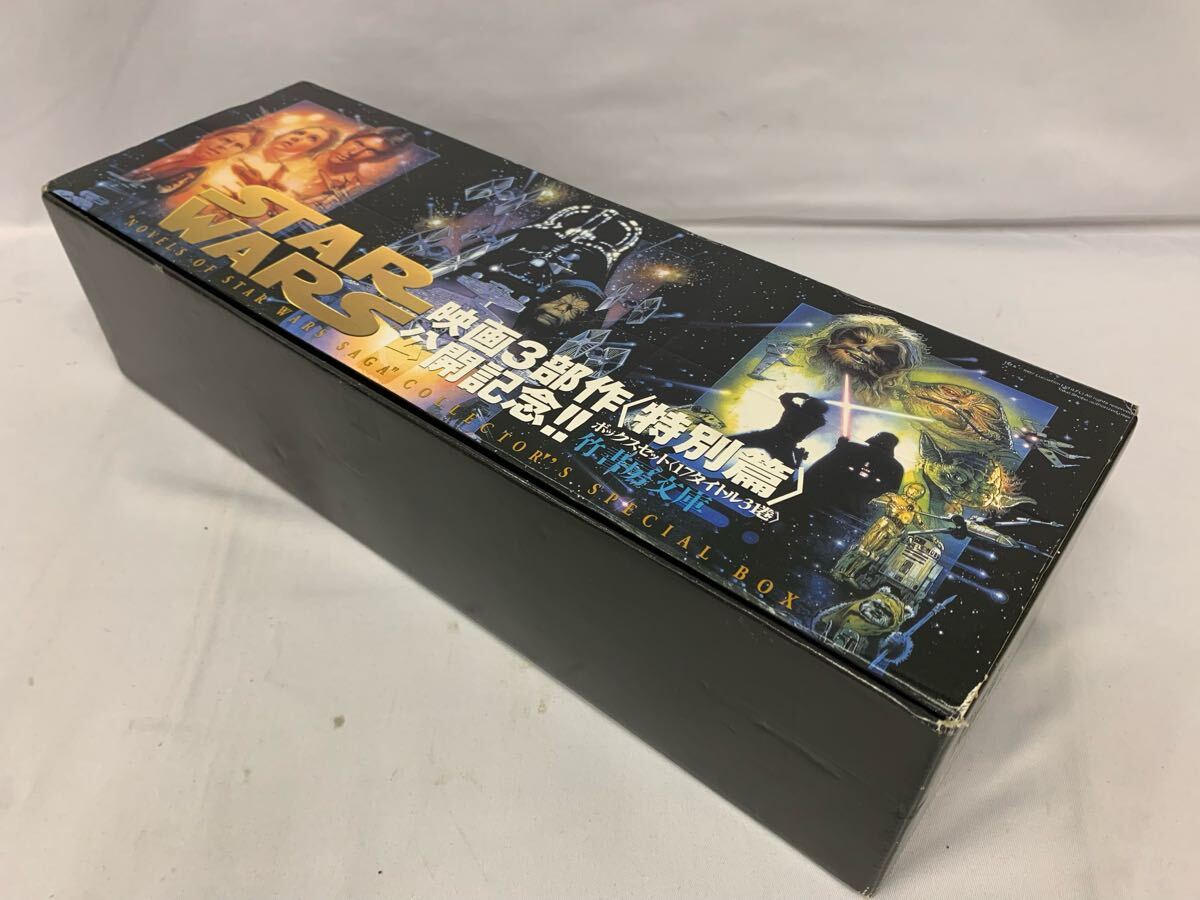 STAR
WARS
"NOVELS OF STAR WARS SAGA" COLLECTOR'S SPECIAL BOX
映画3部作〈特別篇〉
公開記念!!
ボックスセット〈17タイトル31巻〉
竹書房文庫